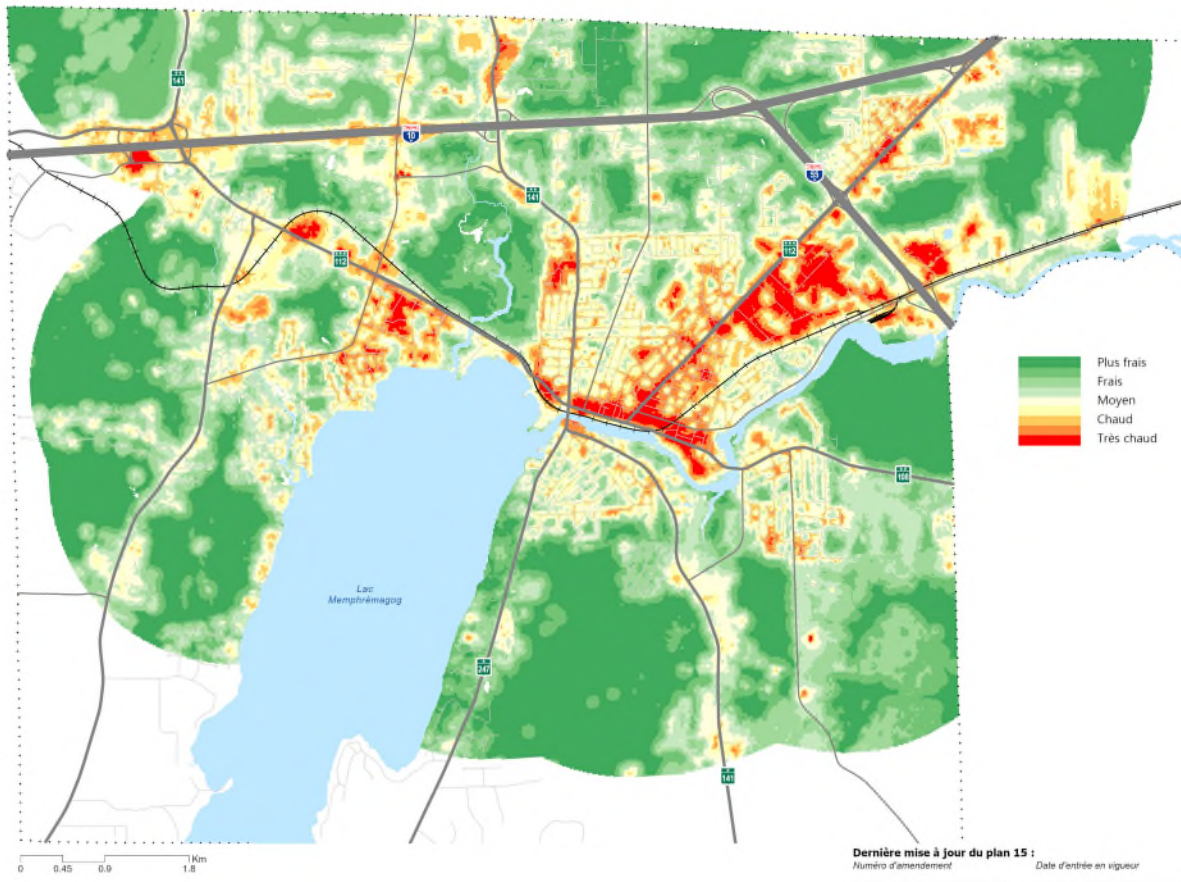 141
10
141
55
112
112
108
Lac
Memphrémagog
247
141
Plus frais
Frais
Moyen
Chaud
Très chaud
Km
0 0.45 0.9 1.8
Dernière mise à jour du plan 15 :
Numéro d'amendement Date d'entrée en vigueur